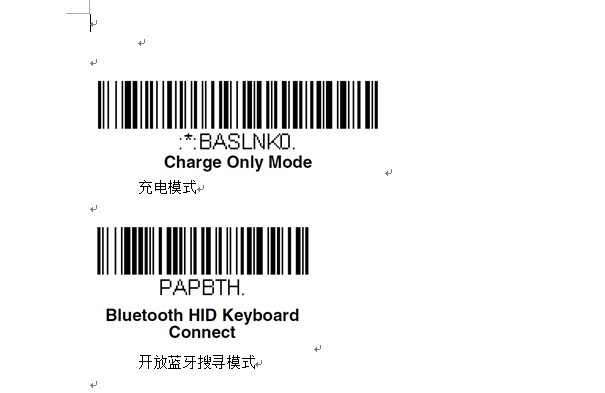 :*:BASLNK0.
Charge Only Mode
充电模式
PAPBTH.
Bluetooth HID Keyboard
Connect
开放蓝牙搜寻模式